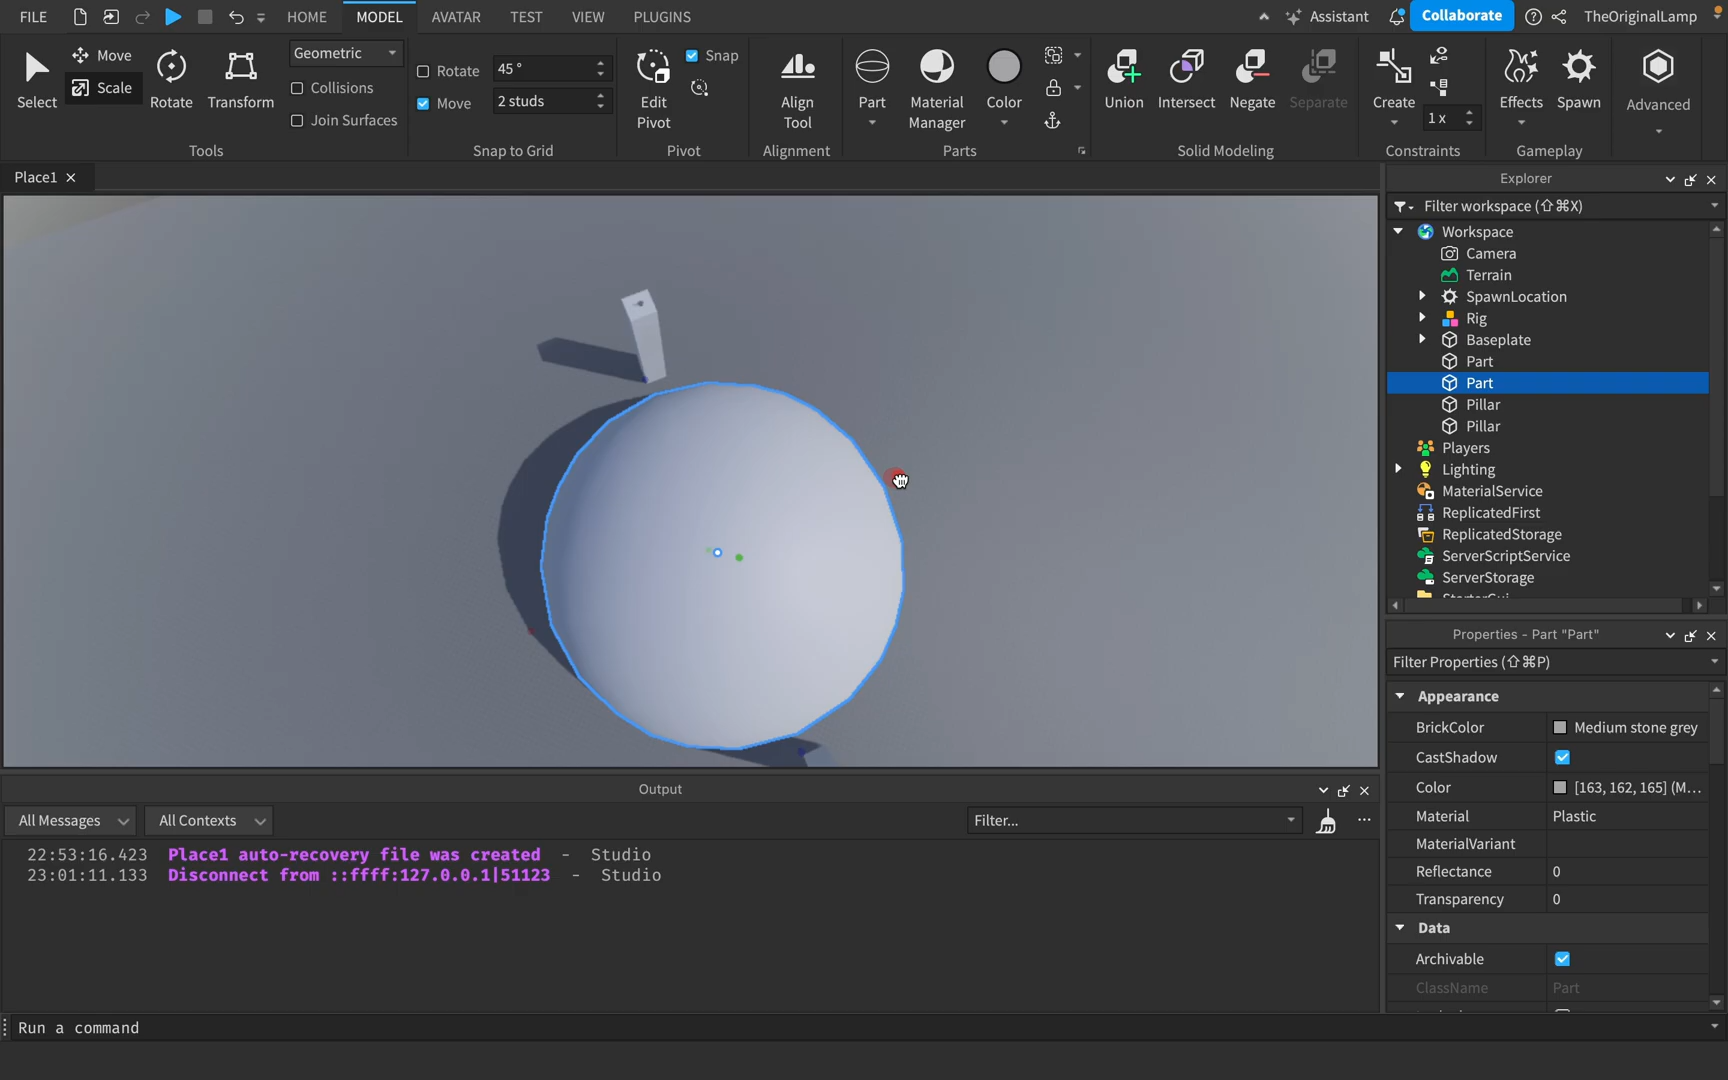 FILE HOME MODEL AVATAR TEST VIEW PLUGINS Assistant Collaborate TheOriginalLamp
Select
Move
Scale
Rotate
Transform
Geometric
Collisions
Join Surfaces
Tools
Rotate 45 °
Move 2 studs
Snap to Grid
Edit
Pivot
Snap
Pivot
Align
Tool
Alignment
Part
Material
Manager
Color
Parts
Union
Intersect
Negate
Separate
Solid Modeling
Create
1 x
Constraints
Effects
Spawn
Gameplay
Advanced
Place1
Explorer
Filter workspace (⇧⌘X)
Workspace
Camera
Terrain
SpawnLocation
Rig
Baseplate
Part
Part
Pillar
Pillar
Players
Lighting
MaterialService
ReplicatedFirst
ReplicatedStorage
ServerScriptService
ServerStorage
StarterGui
Properties - Part "Part"
Filter Properties (⇧⌘P)
Appearance
BrickColor Medium stone grey
CastShadow
Color [163, 162, 165] (M...
Material Plastic
MaterialVariant
Reflectance 0
Transparency 0
Data
Archivable
ClassName Part
Output
All Messages All Contexts Filter...
22:53:16.423 Place1 auto-recovery file was created - Studio
23:01:11.133 Disconnect from ::ffff:127.0.0.1|51123 - Studio
Run a command